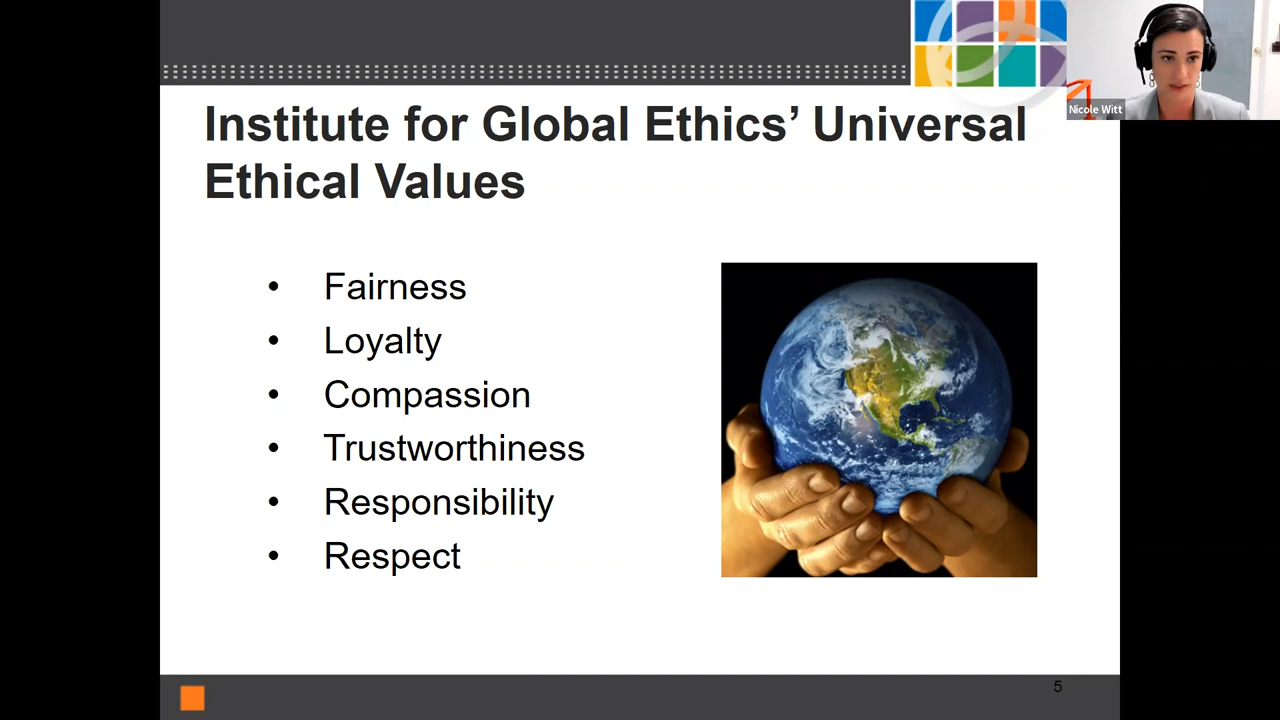 Institute for Global Ethics’ Universal
Ethical Values
• Fairness
• Loyalty
• Compassion
• Trustworthiness
• Responsibility
• Respect
Nicole Witt
5